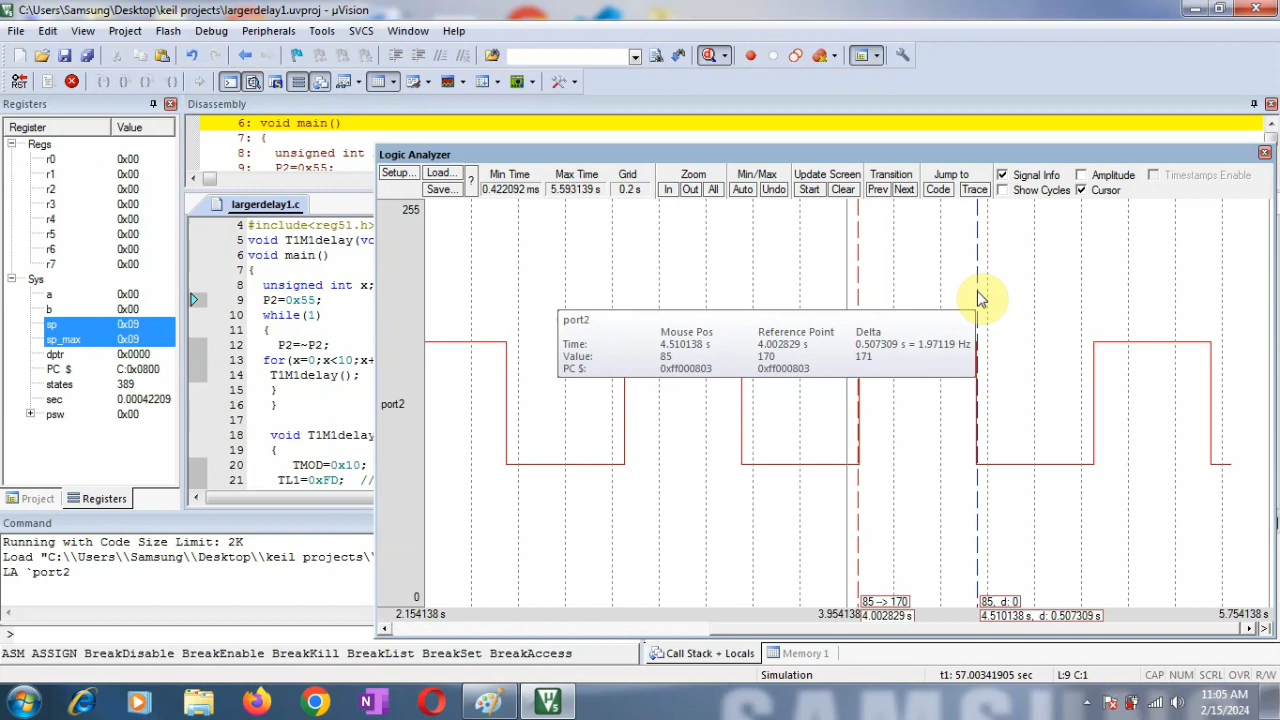 C:\Users\Samsung\Desktop\keil projects\largerdelay1.uvproj - µVision
File Edit View Project Flash Debug Peripherals Tools SVCS Window Help
Registers
Disassembly
Register Value
Regs
r0 0x00
r1 0x00
r2 0x00
r3 0x00
r4 0x00
r5 0x00
r6 0x00
r7 0x00
Sys
a 0x00
b 0x00
sp 0x09
sp_max 0x09
dptr 0x0000
PC $ C:0x0800
states 389
sec 0.00042209
psw 0x00
Project Registers
6: void main()
7: {
8: unsigned int
9: P2=0x55;
largerdelay1.c
4 #include<reg51.h>
5 void T1M1delay(vo
6 void main()
7 {
8 unsigned int x;
9 P2=0x55;
10 while(1)
11 {
12 P2=~P2;
13 for(x=0;x<10;x+
14 T1M1delay();
15 }
16 }
17
18 void T1M1delay
19 {
20 TMOD=0x10;
21 TL1=0xFD; //
Logic Analyzer
Setup... Load... ? Min Time Max Time Grid Zoom Min/Max Update Screen Transition Jump to Signal Info Amplitude Timestamps Enable
Save... 0.422092 ms 5.593139 s 0.2 s In Out All Auto Undo Start Clear Prev Next Code Trace Show Cycles Cursor
255
port2
0
port2
Mouse Pos Reference Point Delta
Time: 4.510138 s 4.002829 s 0.507309 s = 1.97119 Hz
Value: 85 170 171
PC $: 0xff000803 0xff000803
85 --> 170 85, d: 0
2.154138 s 3.954138 4.002829 s 4.510138 s, d: 0.507309 s 5.754138 s
Command
Running with Code Size Limit: 2K
Load "C:\\Users\\Samsung\\Desktop\\keil projects\\
LA `port2
>
ASM ASSIGN BreakDisable BreakEnable BreakKill BreakList BreakSet BreakAccess
Call Stack + Locals Memory 1
Simulation t1: 57.00341905 sec L:9 C:1 CAP NUM SCRL OVR R/W
11:05 AM
2/15/2024